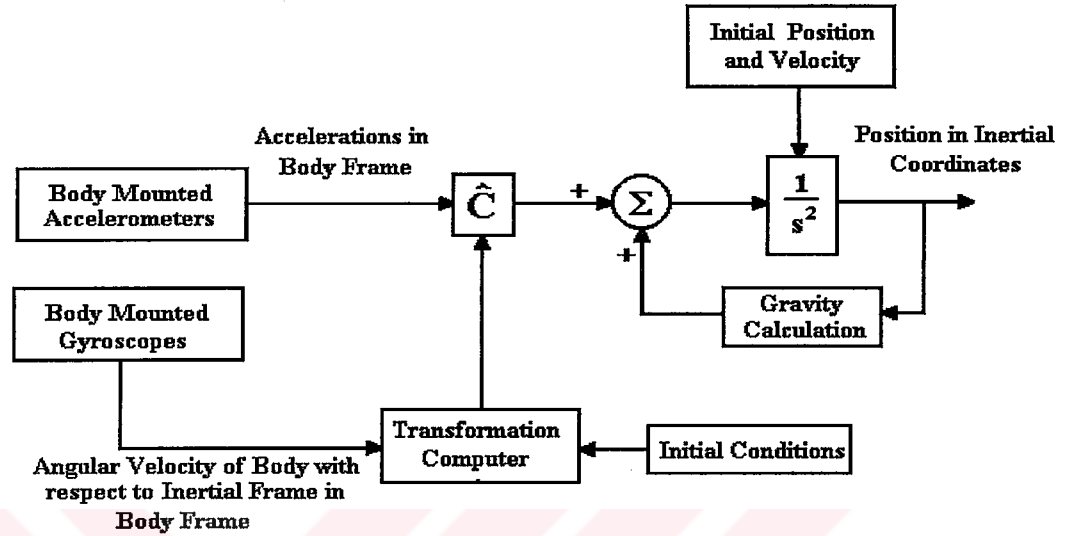 Initial Position
and Velocity
Accelerations in
Body Frame
Position in Inertial
Coordinates
Body Mounted
Accelerometers
Ĉ
+
Σ
1
s²
+
Body Mounted
Gyroscopes
Gravity
Calculation
Transformation
Computer
Initial Conditions
Angular Velocity of Body with
respect to Inertial Frame in
Body Frame